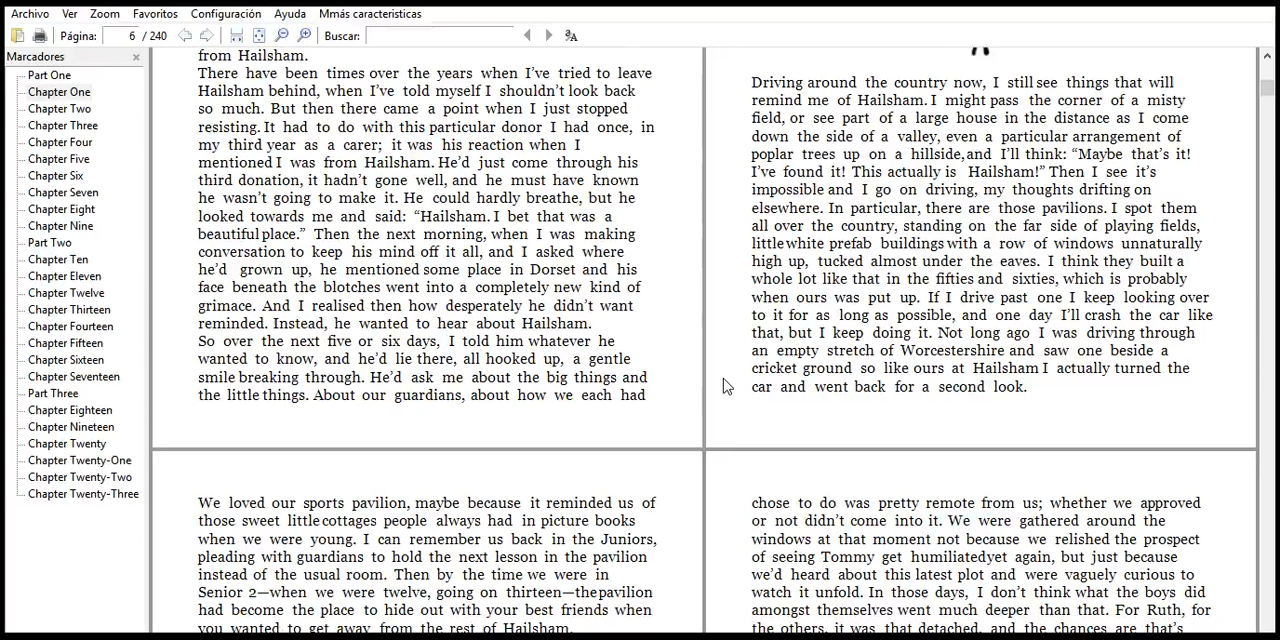 Archivo Ver Zoom Favoritos Configuración Ayuda Mmás caracteristicas
Página: 6 / 240 Buscar:
Marcadores
Part One
Chapter One
Chapter Two
Chapter Three
Chapter Four
Chapter Five
Chapter Six
Chapter Seven
Chapter Eight
Chapter Nine
Part Two
Chapter Ten
Chapter Eleven
Chapter Twelve
Chapter Thirteen
Chapter Fourteen
Chapter Fifteen
Chapter Sixteen
Chapter Seventeen
Part Three
Chapter Eighteen
Chapter Nineteen
Chapter Twenty
Chapter Twenty-One
Chapter Twenty-Two
Chapter Twenty-Three
from Hailsham.
There have been times over the years when I’ve tried to leave
Hailsham behind, when I’ve told myself I shouldn’t look back
so much. But then there came a point when I just stopped
resisting. It had to do with this particular donor I had once, in
my third year as a carer; it was his reaction when I
mentioned I was from Hailsham. He’d just come through his
third donation, it hadn’t gone well, and he must have known
he wasn’t going to make it. He could hardly breathe, but he
looked towards me and said: “Hailsham. I bet that was a
beautiful place.” Then the next morning, when I was making
conversation to keep his mind off it all, and I asked where
he’d grown up, he mentioned some place in Dorset and his
face beneath the blotches went into a completely new kind of
grimace. And I realised then how desperately he didn’t want
reminded. Instead, he wanted to hear about Hailsham.
So over the next five or six days, I told him whatever he
wanted to know, and he’d lie there, all hooked up, a gentle
smile breaking through. He’d ask me about the big things and
the little things. About our guardians, about how we each had
Driving around the country now, I still see things that will
remind me of Hailsham. I might pass the corner of a misty
field, or see part of a large house in the distance as I come
down the side of a valley, even a particular arrangement of
poplar trees up on a hillside, and I’ll think: “Maybe that’s it!
I’ve found it! This actually is Hailsham!” Then I see it’s
impossible and I go on driving, my thoughts drifting on
elsewhere. In particular, there are those pavilions. I spot them
all over the country, standing on the far side of playing fields,
little white prefab buildings with a row of windows unnaturally
high up, tucked almost under the eaves. I think they built a
whole lot like that in the fifties and sixties, which is probably
when ours was put up. If I drive past one I keep looking over
to it for as long as possible, and one day I’ll crash the car like
that, but I keep doing it. Not long ago I was driving through
an empty stretch of Worcestershire and saw one beside a
cricket ground so like ours at Hailsham I actually turned the
car and went back for a second look.
We loved our sports pavilion, maybe because it reminded us of
those sweet little cottages people always had in picture books
when we were young. I can remember us back in the Juniors,
pleading with guardians to hold the next lesson in the pavilion
instead of the usual room. Then by the time we were in
Senior 2—when we were twelve, going on thirteen—the pavilion
had become the place to hide out with your best friends when
you wanted to get away from the rest of Hailsham.
chose to do was pretty remote from us; whether we approved
or not didn’t come into it. We were gathered around the
windows at that moment not because we relished the prospect
of seeing Tommy get humiliated yet again, but just because
we’d heard about this latest plot and were vaguely curious to
watch it unfold. In those days, I don’t think what the boys did
amongst themselves went much deeper than that. For Ruth, for
the others, it was that detached, and the chances are that’s